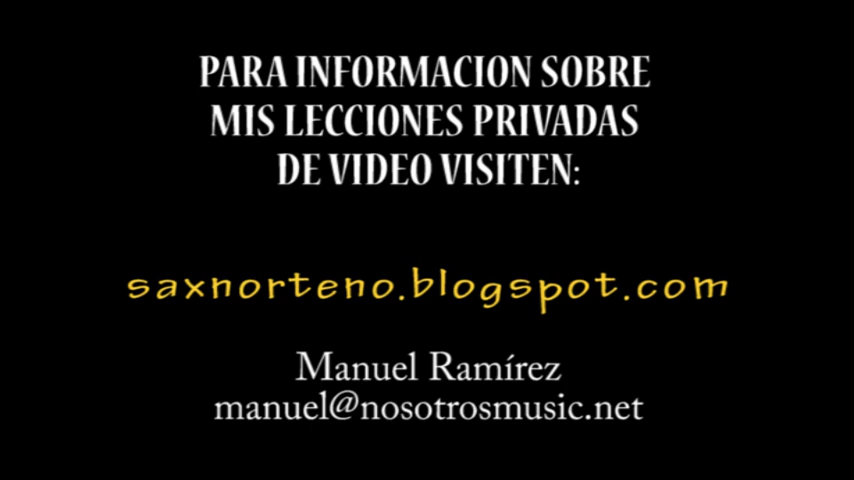 PARA INFORMACION SOBRE
MIS LECCIONES PRIVADAS
DE VIDEO VISITEN:
saxnorteno.blogspot.com
Manuel Ramírez
manuel@nosotrosmusic.net